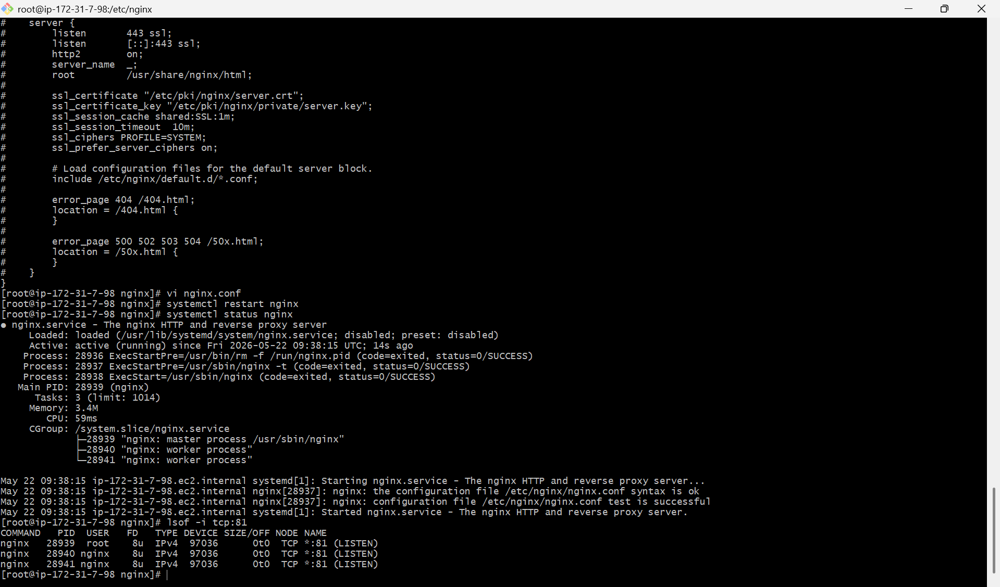 root@ip-172-31-7-98:/etc/nginx
#    server {
#        listen       443 ssl;
#        listen       [::]:443 ssl;
#        http2        on;
#        server_name  _;
#        root         /usr/share/nginx/html;
#
#        ssl_certificate "/etc/pki/nginx/server.crt";
#        ssl_certificate_key "/etc/pki/nginx/private/server.key";
#        ssl_session_cache shared:SSL:1m;
#        ssl_session_timeout  10m;
#        ssl_ciphers PROFILE=SYSTEM;
#        ssl_prefer_server_ciphers on;
#
#        # Load configuration files for the default server block.
#        include /etc/nginx/default.d/*.conf;
#
#        error_page 404 /404.html;
#        location = /404.html {
#        }
#
#        error_page 500 502 503 504 /50x.html;
#        location = /50x.html {
#        }
#    }
}
[root@ip-172-31-7-98 nginx]# vi nginx.conf
[root@ip-172-31-7-98 nginx]# systemctl restart nginx
[root@ip-172-31-7-98 nginx]# systemctl status nginx
● nginx.service - The nginx HTTP and reverse proxy server
     Loaded: loaded (/usr/lib/systemd/system/nginx.service; disabled; preset: disabled)
     Active: active (running) since Fri 2026-05-22 09:38:15 UTC; 14s ago
    Process: 28936 ExecStartPre=/usr/bin/rm -f /run/nginx.pid (code=exited, status=0/SUCCESS)
    Process: 28937 ExecStartPre=/usr/sbin/nginx -t (code=exited, status=0/SUCCESS)
    Process: 28938 ExecStart=/usr/sbin/nginx (code=exited, status=0/SUCCESS)
   Main PID: 28939 (nginx)
      Tasks: 3 (limit: 1014)
     Memory: 3.4M
        CPU: 59ms
     CGroup: /system.slice/nginx.service
             ├─28939 "nginx: master process /usr/sbin/nginx"
             ├─28940 "nginx: worker process"
             └─28941 "nginx: worker process"
May 22 09:38:15 ip-172-31-7-98.ec2.internal systemd[1]: Starting nginx.service - The nginx HTTP and reverse proxy server...
May 22 09:38:15 ip-172-31-7-98.ec2.internal nginx[28937]: nginx: the configuration file /etc/nginx/nginx.conf syntax is ok
May 22 09:38:15 ip-172-31-7-98.ec2.internal nginx[28937]: nginx: configuration file /etc/nginx/nginx.conf test is successful
May 22 09:38:15 ip-172-31-7-98.ec2.internal systemd[1]: Started nginx.service - The nginx HTTP and reverse proxy server.
[root@ip-172-31-7-98 nginx]# lsof -i tcp:81
COMMAND   PID  USER   FD   TYPE DEVICE SIZE/OFF NODE NAME
nginx   28939  root    8u  IPv4  97036      0t0  TCP *:81 (LISTEN)
nginx   28940 nginx    8u  IPv4  97036      0t0  TCP *:81 (LISTEN)
nginx   28941 nginx    8u  IPv4  97036      0t0  TCP *:81 (LISTEN)
[root@ip-172-31-7-98 nginx]#